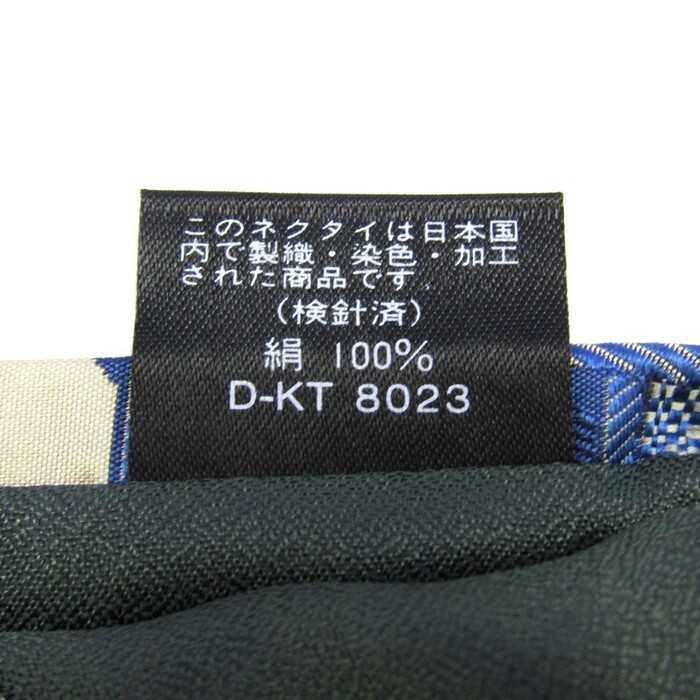 このネクタイは日本国
内で製織・染色・加工
された商品です。
(検針済)
絹 100%
D-KT 8023